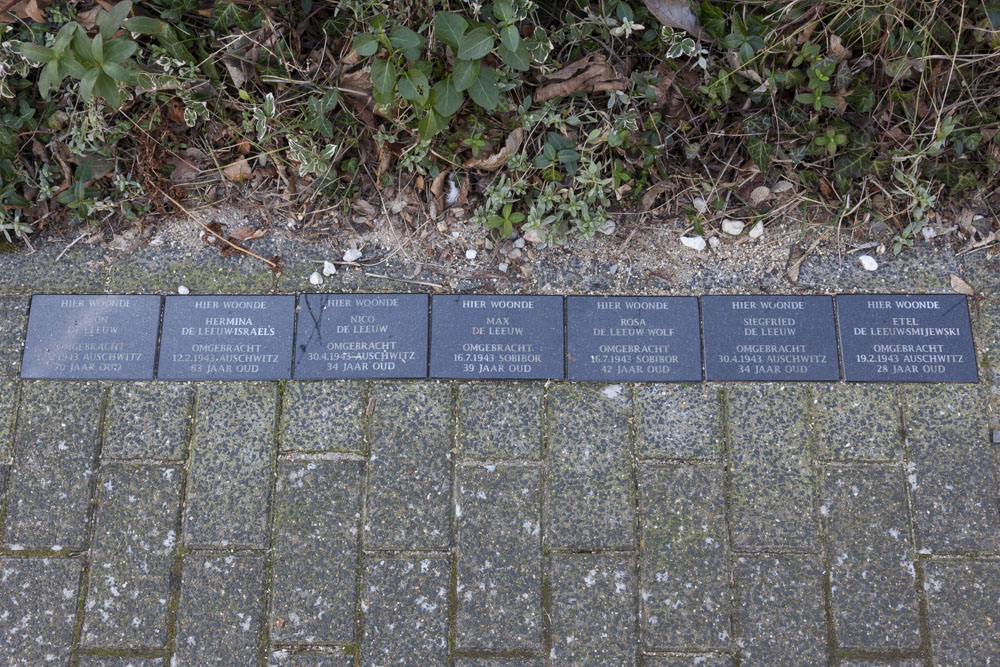 HIER WOONDE
DE LEEUW
12.2.1943 AUSCHWITZ
70 JAAR OUD
HIER WOONDE
HERMINA
DE LEEUW-ISRAËLS
OMGEBRACHT
12.2.1943 AUSCHWITZ
63 JAAR OUD
HIER WOONDE
NICO
DE LEEUW
OMGEBRACHT
30.4.1943 AUSCHWITZ
34 JAAR OUD
HIER WOONDE
MAX
DE LEEUW
OMGEBRACHT
16.7.1943 SOBIBOR
39 JAAR OUD
HIER WOONDE
ROSA
DE LEEUW-WOLF
OMGEBRACHT
16.7.1943 SOBIBOR
42 JAAR OUD
HIER WOONDE
SIEGFRIED
DE LEEUW
OMGEBRACHT
30.4.1943 AUSCHWITZ
34 JAAR OUD
HIER WOONDE
ETEL
DE LEEUW-SMIJEWSKI
OMGEBRACHT
19.2.1943 AUSCHWITZ
28 JAAR OUD